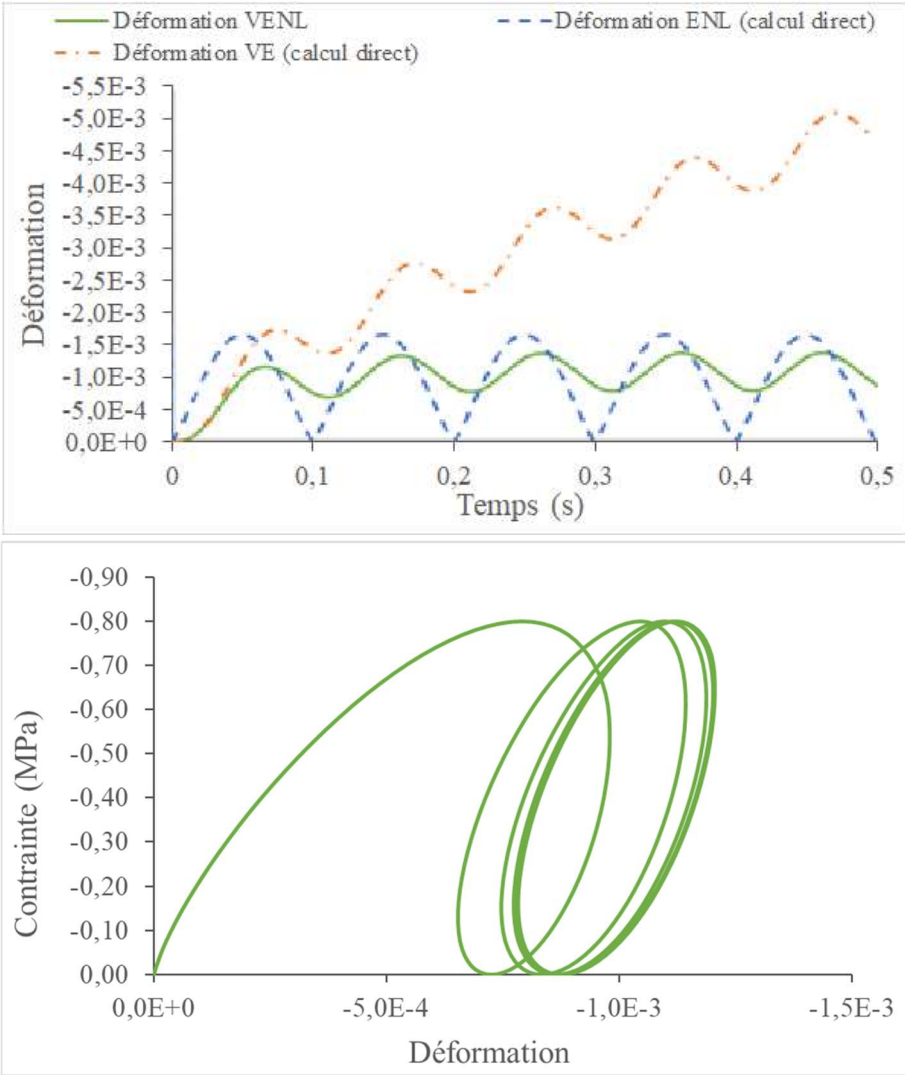 Déformation VENL
Déformation ENL (calcul direct)
Déformation VE (calcul direct)
-5,5E-3
-5,0E-3
-4,5E-3
-4,0E-3
-3,5E-3
-3,0E-3
-2,5E-3
-2,0E-3
-1,5E-3
-1,0E-3
-5,0E-4
0,0E+0
Déformation
0 0,1 0,2 0,3 0,4 0,5
Temps (s)
-0,90
-0,80
-0,70
-0,60
-0,50
-0,40
-0,30
-0,20
-0,10
0,00
Contrainte (MPa)
0,0E+0 -5,0E-4 -1,0E-3 -1,5E-3
Déformation